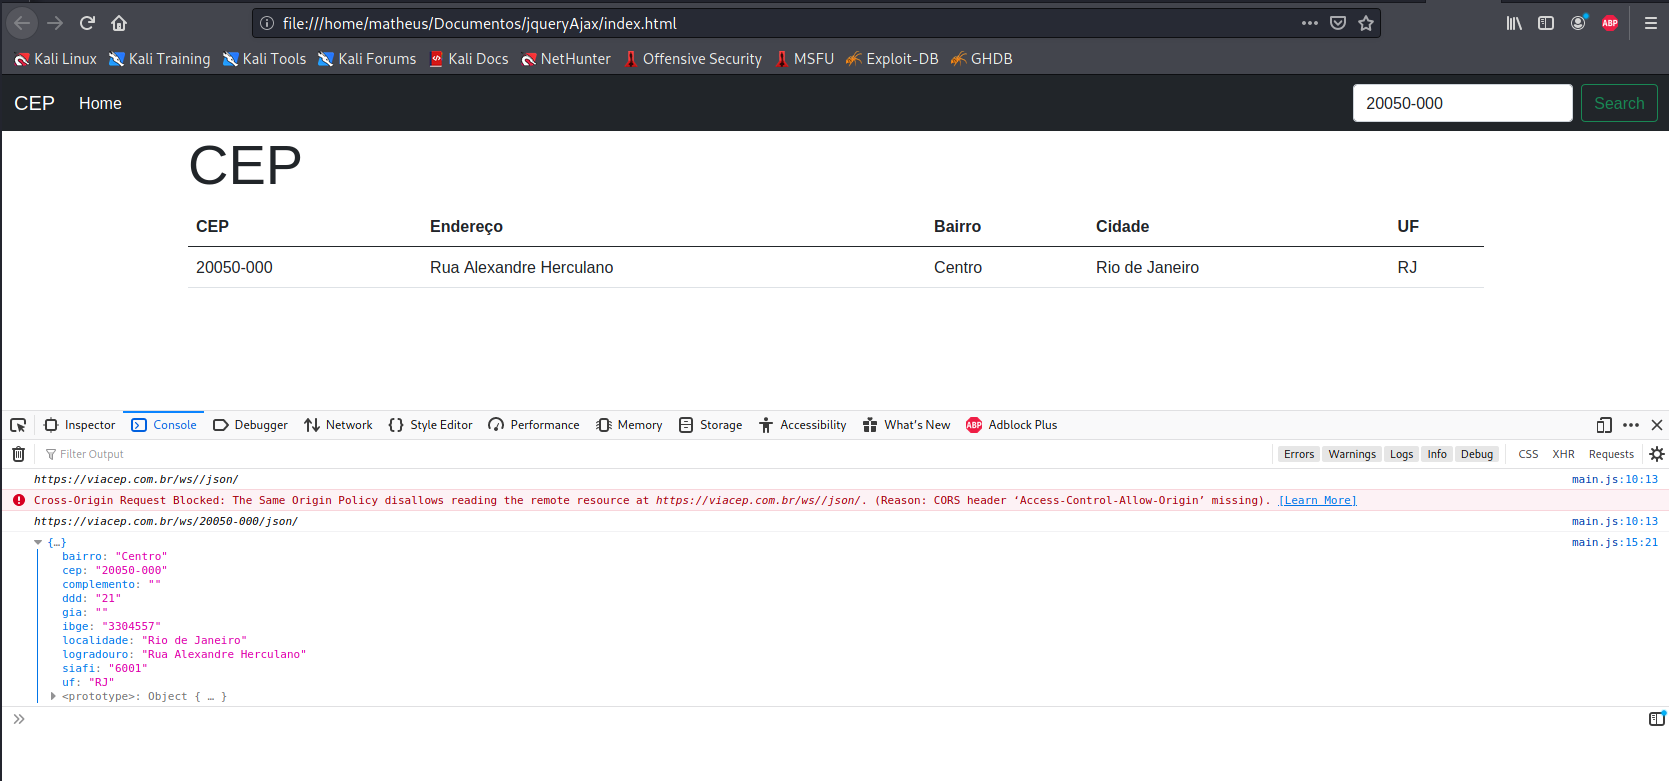 file:///home/matheus/Documentos/jqueryAjax/index.html
ABP
Kali Linux Kali Training Kali Tools Kali Forums Kali Docs NetHunter Offensive Security MSFU Exploit-DB GHDB
CEP Home 20050-000 Search
CEP
CEP Endereço Bairro Cidade UF
20050-000 Rua Alexandre Herculano Centro Rio de Janeiro RJ
Inspector Console Debugger Network Style Editor Performance Memory Storage Accessibility What's New ABP Adblock Plus
Filter Output Errors Warnings Logs Info Debug CSS XHR Requests
https://viacep.com.br/ws//json/ main.js:10:13
Cross-Origin Request Blocked: The Same Origin Policy disallows reading the remote resource at https://viacep.com.br/ws//json/. (Reason: CORS header ‘Access-Control-Allow-Origin’ missing). [Learn More]
https://viacep.com.br/ws/20050-000/json/ main.js:10:13
{…} main.js:15:21
bairro: "Centro"
cep: "20050-000"
complemento: ""
ddd: "21"
gia: ""
ibge: "3304557"
localidade: "Rio de Janeiro"
logradouro: "Rua Alexandre Herculano"
siafi: "6001"
uf: "RJ"
<prototype>: Object { … }